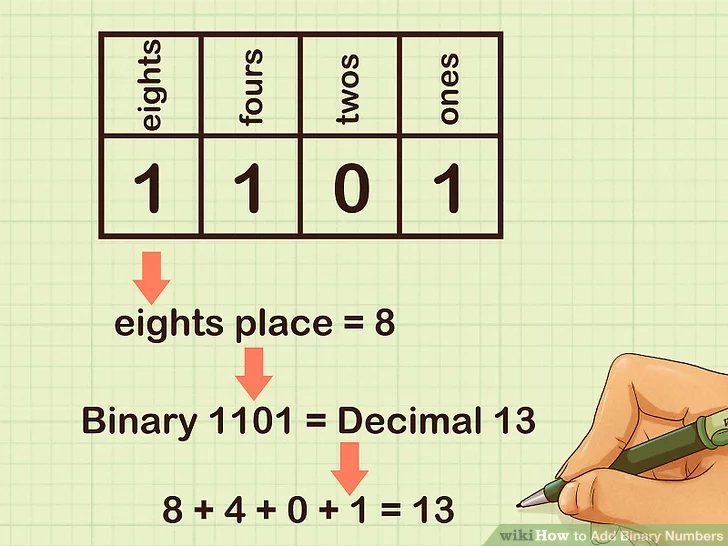 eights fours twos ones
1 1 0 1
eights place = 8
Binary 1101 = Decimal 13
8 + 4 + 0 + 1 = 13
wikiHow to Add Binary Numbers